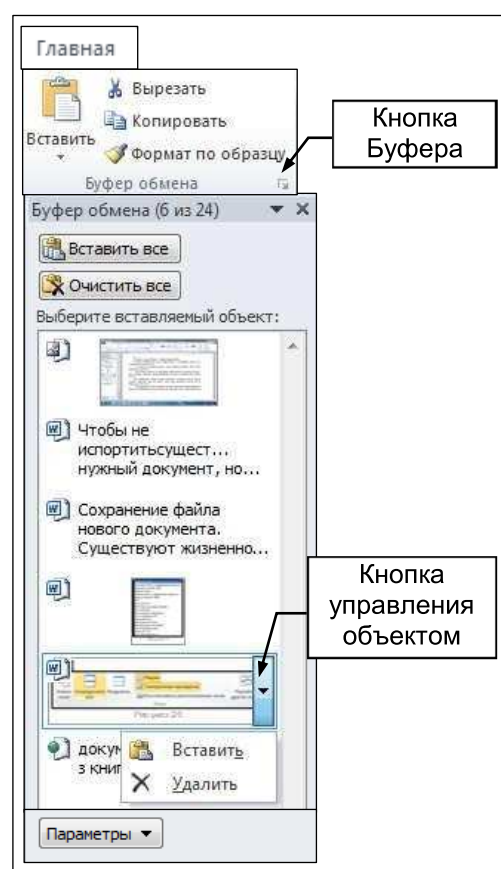 Главная
Вырезать
Копировать
Вставить
Формат по образцу
Буфер обмена
Кнопка
Буфера
Буфер обмена (6 из 24)
Вставить все
Очистить все
Выберите вставляемый объект:
Чтобы не
испортитьсущест...
нужный документ, но...
Сохранение файла
нового документа.
Существуют жизненно...
Кнопка
управления
объектом
докум
з книг
Вставить
Удалить
Параметры